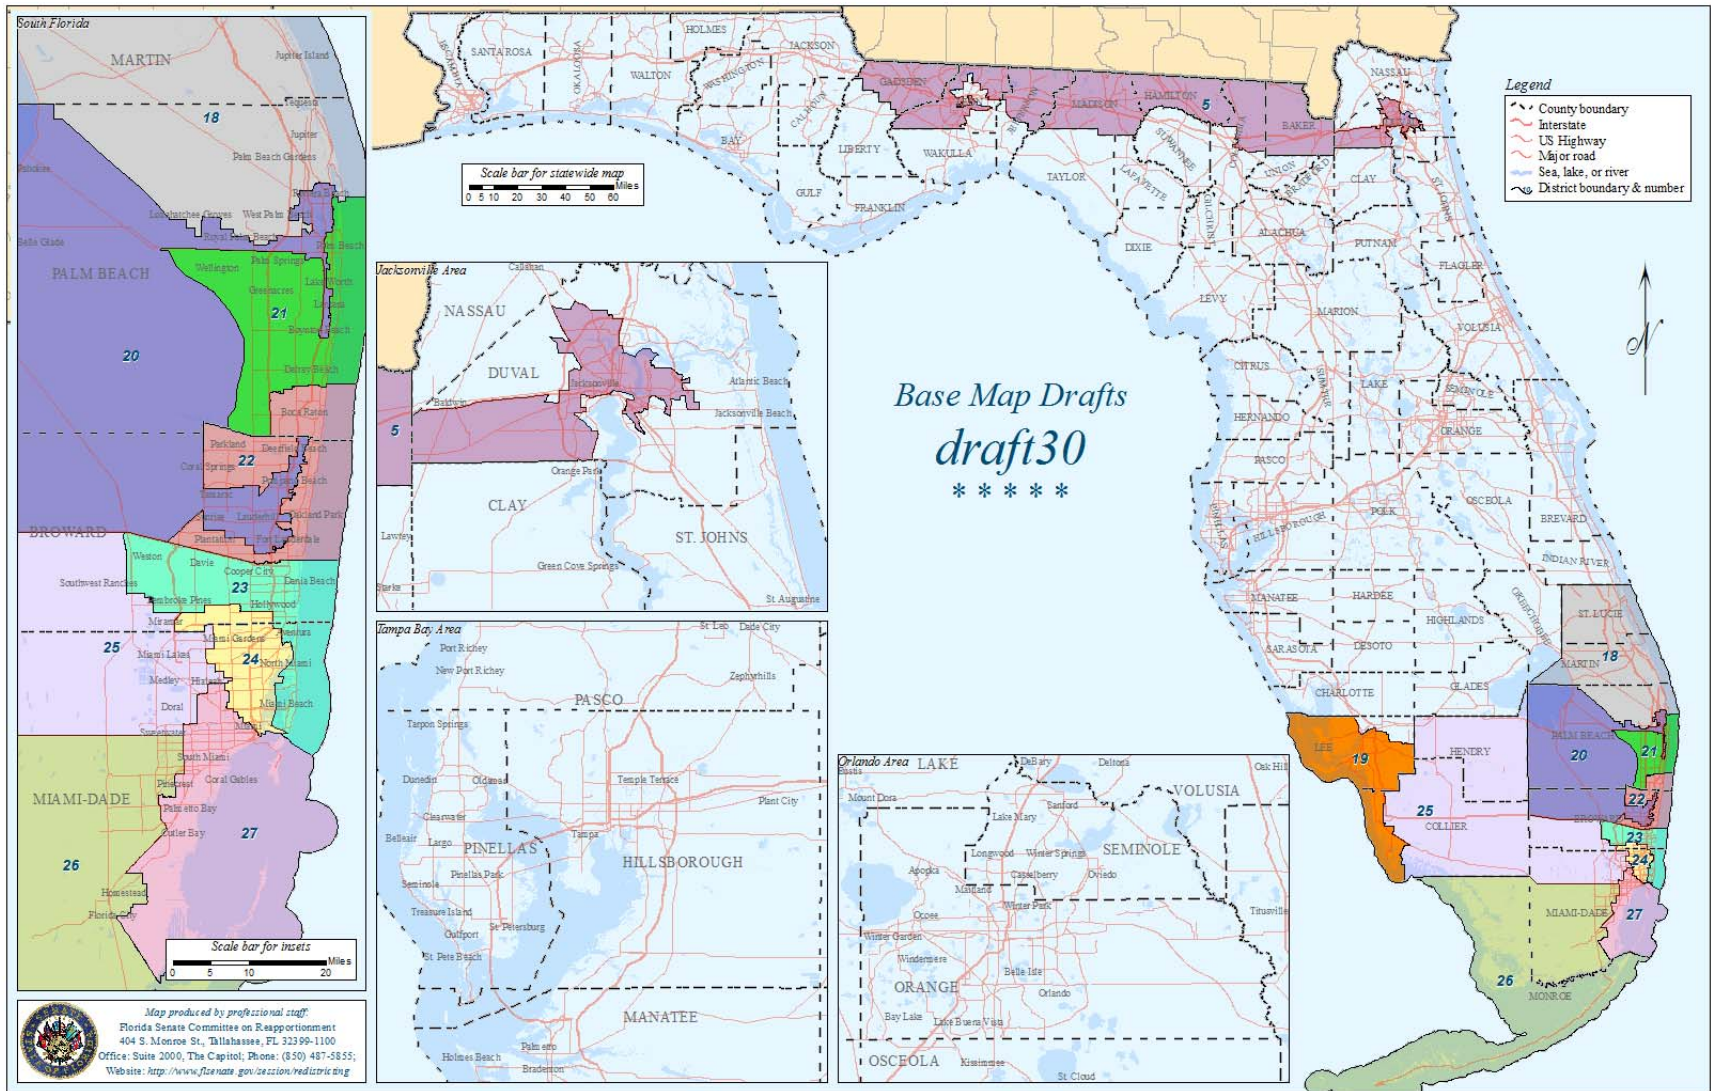 South Florida
MARTIN
Jupiter Island
Tequesta
18
Jupiter
Palm Beach Gardens
Pahokee
Riviera Beach
Loxahatchee Groves
West Palm Beach
Royal Palm Beach
Belle Glade
Palm Beach
PALM BEACH
Wellington
Palm Springs
Greenacres
Lake Worth
Lantana
21
Boynton Beach
20
Delray Beach
Boca Raton
Parkland
Deerfield Beach
Coral Springs
22
Pompano Beach
Tamarac
Sunrise
Lauderhill
Oakland Park
BROWARD
Plantation
Fort Lauderdale
Weston
Davie
Cooper City
Southwest Ranches
23
Dania Beach
Pembroke Pines
Hollywood
Miramar
Miami Gardens
Aventura
25
Miami Lakes
24
North Miami
Medley
Hialeah
Doral
Miami Beach
Sweetwater
Miami
South Miami
Pinecrest
Coral Gables
MIAMI-DADE
Palmetto Bay
Cutler Bay
27
26
Homestead
Florida City
Scale bar for insets
Miles
0 5 10 20
Map produced by professional staff:
Florida Senate Committee on Reapportionment
404 S. Monroe St., Tallahassee, FL 32399-1100
Office: Suite 2000, The Capitol; Phone: (850) 487-5855;
Website: http://www.flsenate.gov/session/redistricting
ESCAMBIA
SANTA ROSA
OKALOOSA
WALTON
HOLMES
WASHINGTON
JACKSON
BAY
CALHOUN
GULF
LIBERTY
FRANKLIN
GADSDEN
WAKULLA
MADISON
TAYLOR
HAMILTON
5
SUWANNEE
LAFAYETTE
DIXIE
GILCHRIST
BAKER
UNION
BRADFORD
NASSAU
CLAY
ST. JOHNS
ALACHUA
PUTNAM
FLAGLER
LEVY
MARION
VOLUSIA
CITRUS
SUMTER
LAKE
SEMINOLE
HERNANDO
ORANGE
PASCO
OSCEOLA
PINELLAS
HILLSBOROUGH
POLK
BREVARD
INDIAN RIVER
MANATEE
HARDEE
OKEECHOBEE
ST. LUCIE
HIGHLANDS
SARASOTA
DESOTO
MARTIN
18
CHARLOTTE
GLADES
LEE
19
HENDRY
PALM BEACH
20
21
25
COLLIER
22
BROWARD
23
24
MIAMI-DADE
27
26
MONROE
Scale bar for statewide map
Miles
0 5 10 20 30 40 50 60
Legend
County boundary
Interstate
US Highway
Major road
Sea, lake, or river
District boundary & number
N
Base Map Drafts
draft30
* * * * *
Jacksonville Area
Callahan
NASSAU
DUVAL
Jacksonville
Atlantic Beach
Baldwin
Jacksonville Beach
5
Orange Park
CLAY
Lawtey
ST. JOHNS
Green Cove Springs
Starke
St. Augustine
Tampa Bay Area
St. Leo
Dade City
Port Richey
New Port Richey
Zephyrhills
PASCO
Tarpon Springs
Dunedin
Oldsmar
Temple Terrace
Plant City
Clearwater
Belleair
Largo
Tampa
PINELLAS
HILLSBOROUGH
Pinellas Park
Seminole
Treasure Island
Gulfport
St. Petersburg
St. Pete Beach
MANATEE
Palmetto
Holmes Beach
Bradenton
Orlando Area
Eustis
LAKE
DeBary
Deltona
Oak Hill
Mount Dora
VOLUSIA
Sanford
Lake Mary
Longwood
Winter Springs
SEMINOLE
Apopka
Casselberry
Oviedo
Maitland
Winter Park
Ocoee
Titusville
Winter Garden
Windermere
Belle Isle
ORANGE
Orlando
Bay Lake
Lake Buena Vista
OSCEOLA
Kissimmee
St. Cloud